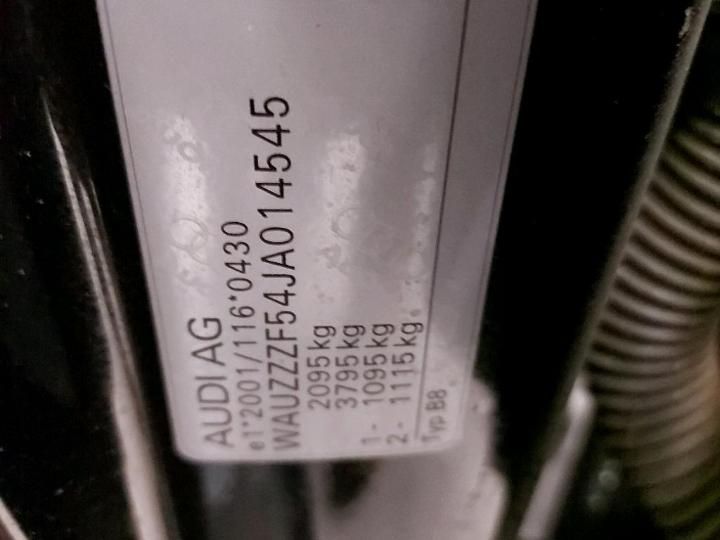 AUDI AG
e1*2001/116*0430
WAUZZZF54JA014545
2095 kg
3795 kg
1- 1095 kg
2- 1115 kg
Typ B8